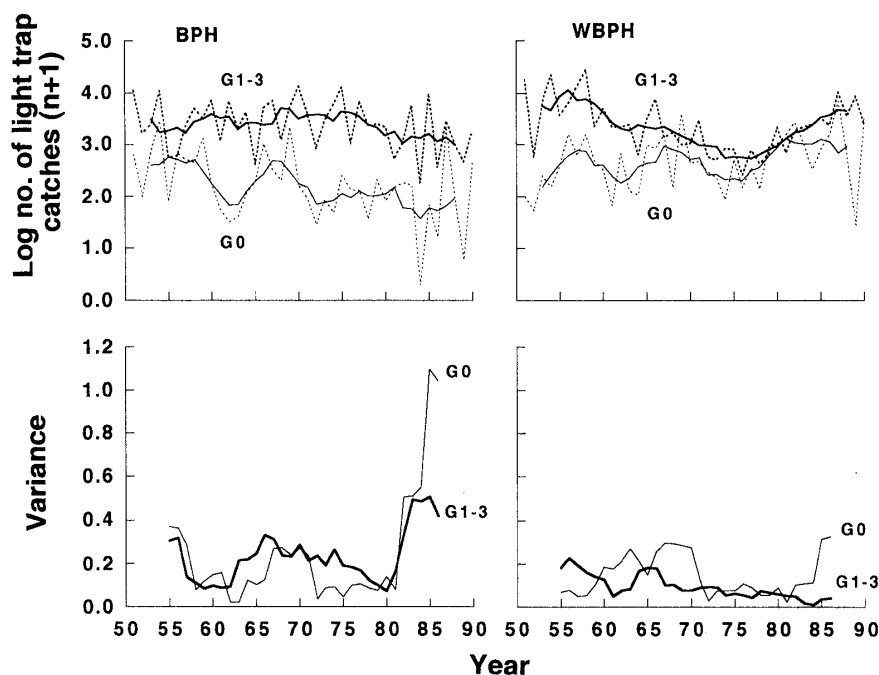 Log no. of light trap
catches (n+1)
5.0
4.0
3.0
2.0
1.0
0.0
BPH
G1-3
G0
WBPH
G1-3
G0
Variance
1.2
1.0
0.8
0.6
0.4
0.2
0.0
G0
G1-3
G0
G1-3
50 55 60 65 70 75 80 85 50 55 60 65 70 75 80 85 90
Year